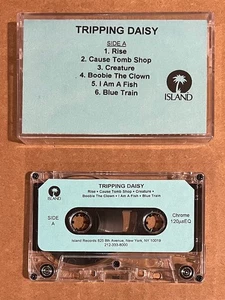 TRIPPING DAISY
SIDE A
1. Rise
2. Cause Tomb Shop
3. Creature
4. Boobie The Clown
5. I Am A Fish
6. Blue Train
ISLAND
TRIPPING DAISY
Rise • Cause Tomb Shop • Creature •
Boobie The Clown • I Am A Fish • Blue Train
ISLAND
SIDE
A
Chrome
120µsEQ
Island Records 825 8th Avenue, New York, NY 10019
212-333-8000